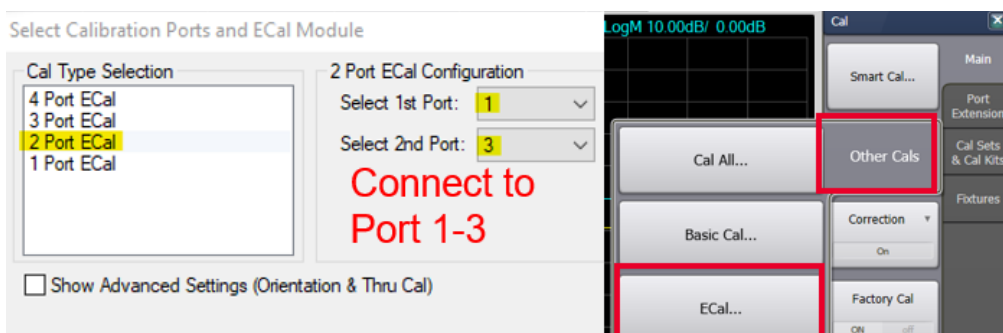 Select Calibration Ports and ECal Module
Cal Type Selection
4 Port ECal
3 Port ECal
2 Port ECal
1 Port ECal
2 Port ECal Configuration
Select 1st Port: 1
Select 2nd Port: 3
Connect to
Port 1-3
Show Advanced Settings (Orientation & Thru Cal)
LogM 10.00dB/ 0.00dB
Cal All...
Basic Cal...
ECal...
Cal
Smart Cal...
Other Cals
Correction
On
Factory Cal
ON off
Main
Port
Extension
Cal Sets
& Cal Kits
Fixtures